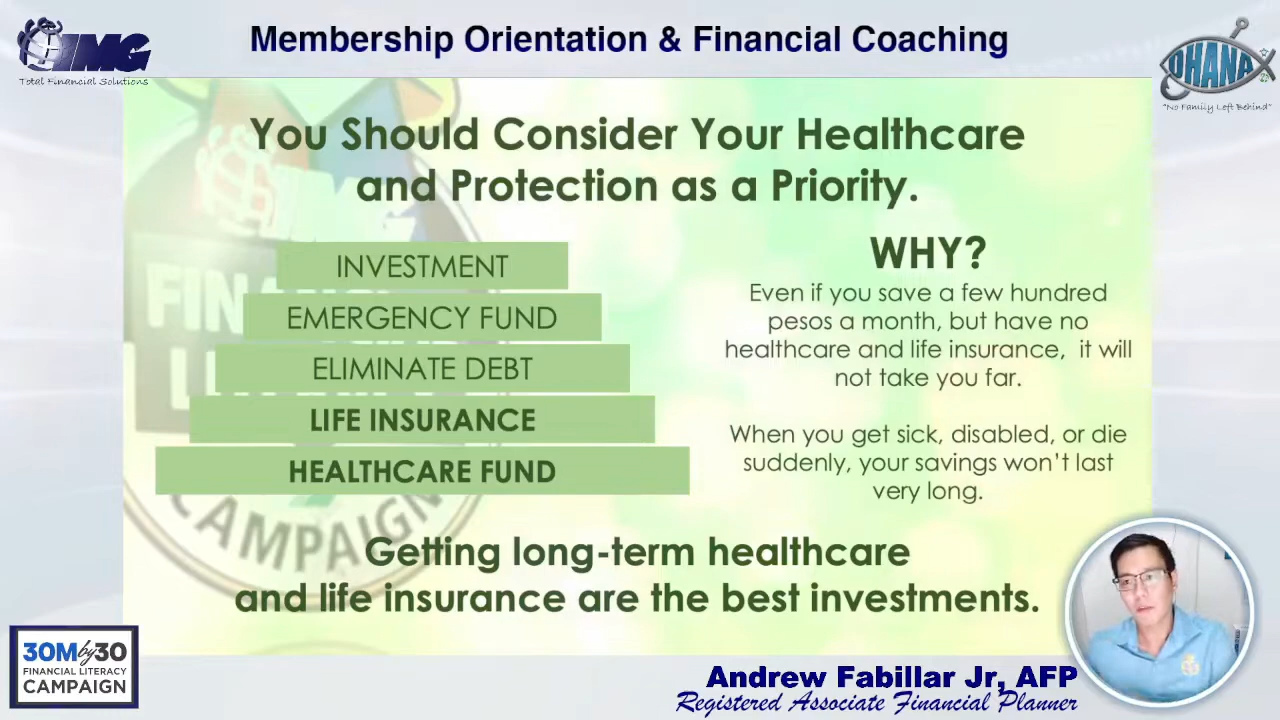 IMG
Total Financial Solutions
Membership Orientation & Financial Coaching
OHANA
"No Family Left Behind"
You Should Consider Your Healthcare
and Protection as a Priority.
INVESTMENT
EMERGENCY FUND
ELIMINATE DEBT
LIFE INSURANCE
HEALTHCARE FUND
WHY?
Even if you save a few hundred
pesos a month, but have no
healthcare and life insurance, it will
not take you far.
When you get sick, disabled, or die
suddenly, your savings won't last
very long.
CAMPAIGN
Getting long-term healthcare
and life insurance are the best investments.
30M by 30
FINANCIAL LITERACY
CAMPAIGN
Andrew Fabillar Jr, AFP
Registered Associate Financial Planner